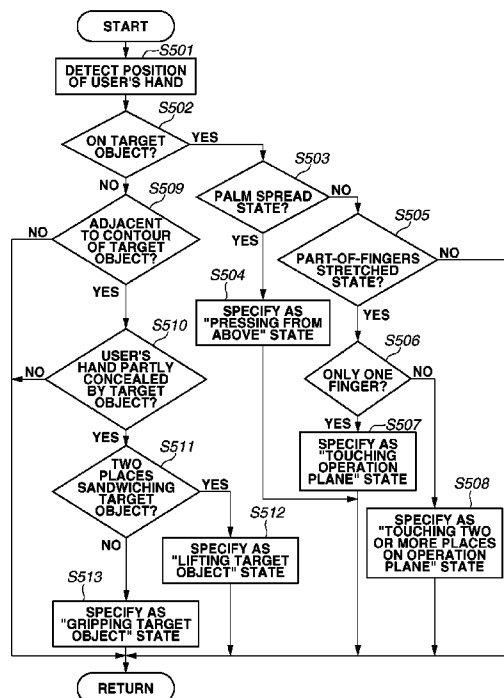 START
S501
DETECT POSITION
OF USER'S HAND
S502
ON TARGET
OBJECT?
YES
NO
S503
PALM SPREAD
STATE?
NO
YES
S509
ADJACENT
TO CONTOUR OF TARGET
OBJECT?
NO
YES
S505
PART-OF-FINGERS
STRETCHED
STATE?
NO
YES
S504
SPECIFY AS
"PRESSING FROM
ABOVE" STATE
S510
USER'S
HAND PARTLY
CONCEALED
BY TARGET
OBJECT?
NO
YES
S506
ONLY ONE
FINGER?
NO
YES
S507
SPECIFY AS
"TOUCHING
OPERATION
PLANE" STATE
S511
TWO
PLACES
SANDWICHING
TARGET
OBJECT?
YES
NO
S508
SPECIFY AS
"TOUCHING TWO
OR MORE PLACES
ON OPERATION
PLANE" STATE
S512
SPECIFY AS
"LIFTING TARGET
OBJECT" STATE
S513
SPECIFY AS
"GRIPPING TARGET
OBJECT" STATE
RETURN